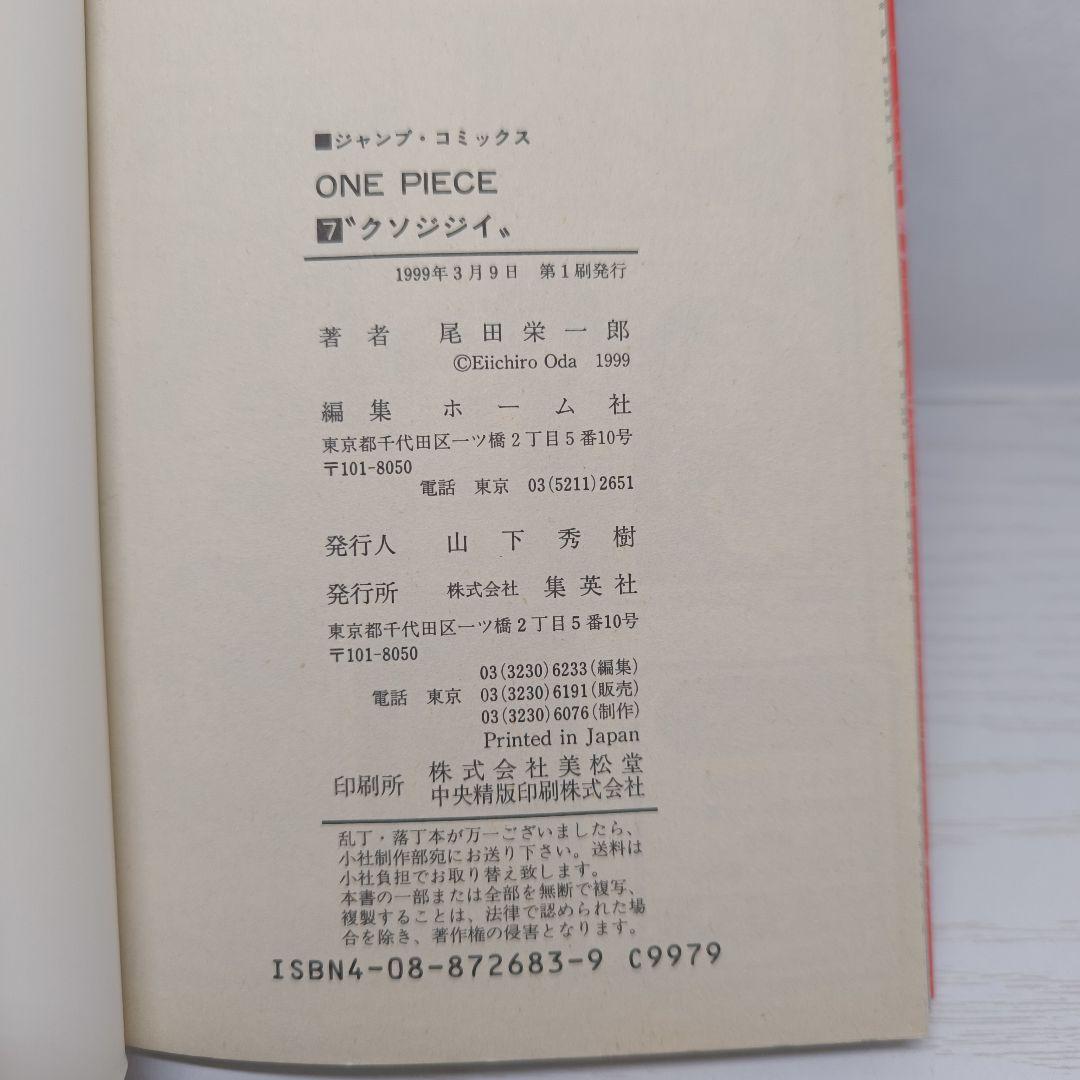 ■ジャンプ・コミックス
ONE PIECE
7〝クソジジイ〟
1999年3月9日 第1刷発行
著者 尾田栄一郎
©Eiichiro Oda 1999
編集 ホーム社
東京都千代田区一ツ橋2丁目5番10号
〒101-8050
電話 東京 03(5211)2651
発行人 山下秀樹
発行所 株式会社 集英社
東京都千代田区一ツ橋2丁目5番10号
〒101-8050
03(3230)6233(編集)
電話 東京 03(3230)6191(販売)
03(3230)6076(制作)
Printed in Japan
印刷所 株式会社美松堂
中央精版印刷株式会社
乱丁・落丁本が万一ございましたら、
小社制作部宛にお送り下さい。送料は
小社負担でお取り替え致します。
本書の一部または全部を無断で複写、
複製することは、法律で認められた場
合を除き、著作権の侵害となります。
ISBN4-08-872683-9 C9979